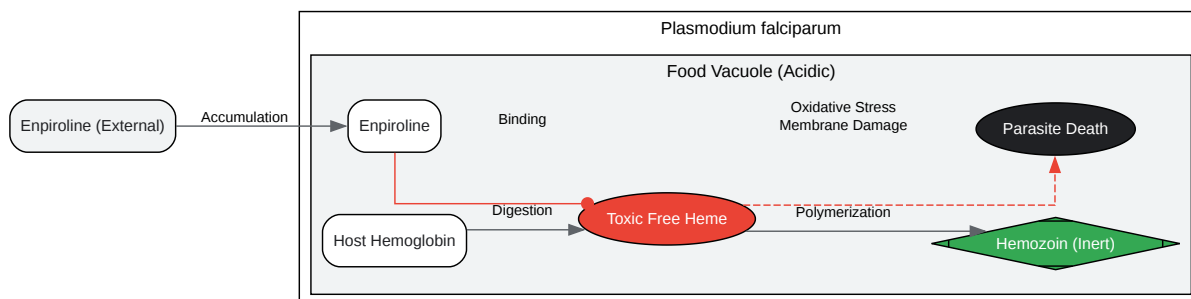 Plasmodium falciparum
Food Vacuole (Acidic)
Enpiroline (External)
Accumulation
Enpiroline
Binding
Oxidative Stress
Membrane Damage
Parasite Death
Host Hemoglobin
Digestion
Toxic Free Heme
Polymerization
Hemozoin (Inert)